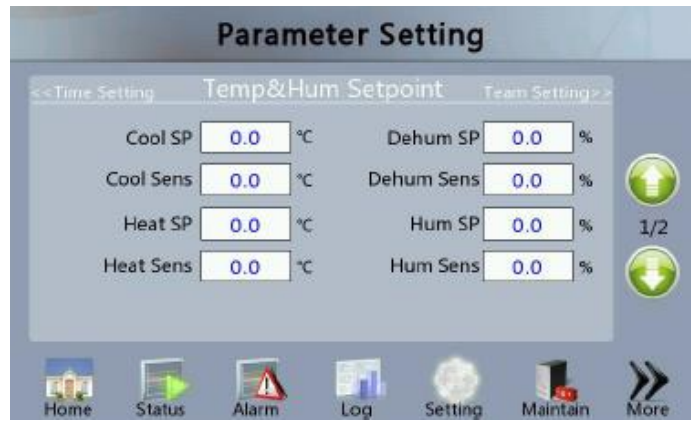 Parameter Setting
<<Time Setting Temp&Hum Setpoint Team Setting>>
Cool SP 0.0 ℃ Dehum SP 0.0 %
Cool Sens 0.0 ℃ Dehum Sens 0.0 %
Heat SP 0.0 ℃ Hum SP 0.0 %
1/2
Heat Sens 0.0 ℃ Hum Sens 0.0 %
Home Status Alarm Log Setting Maintain More